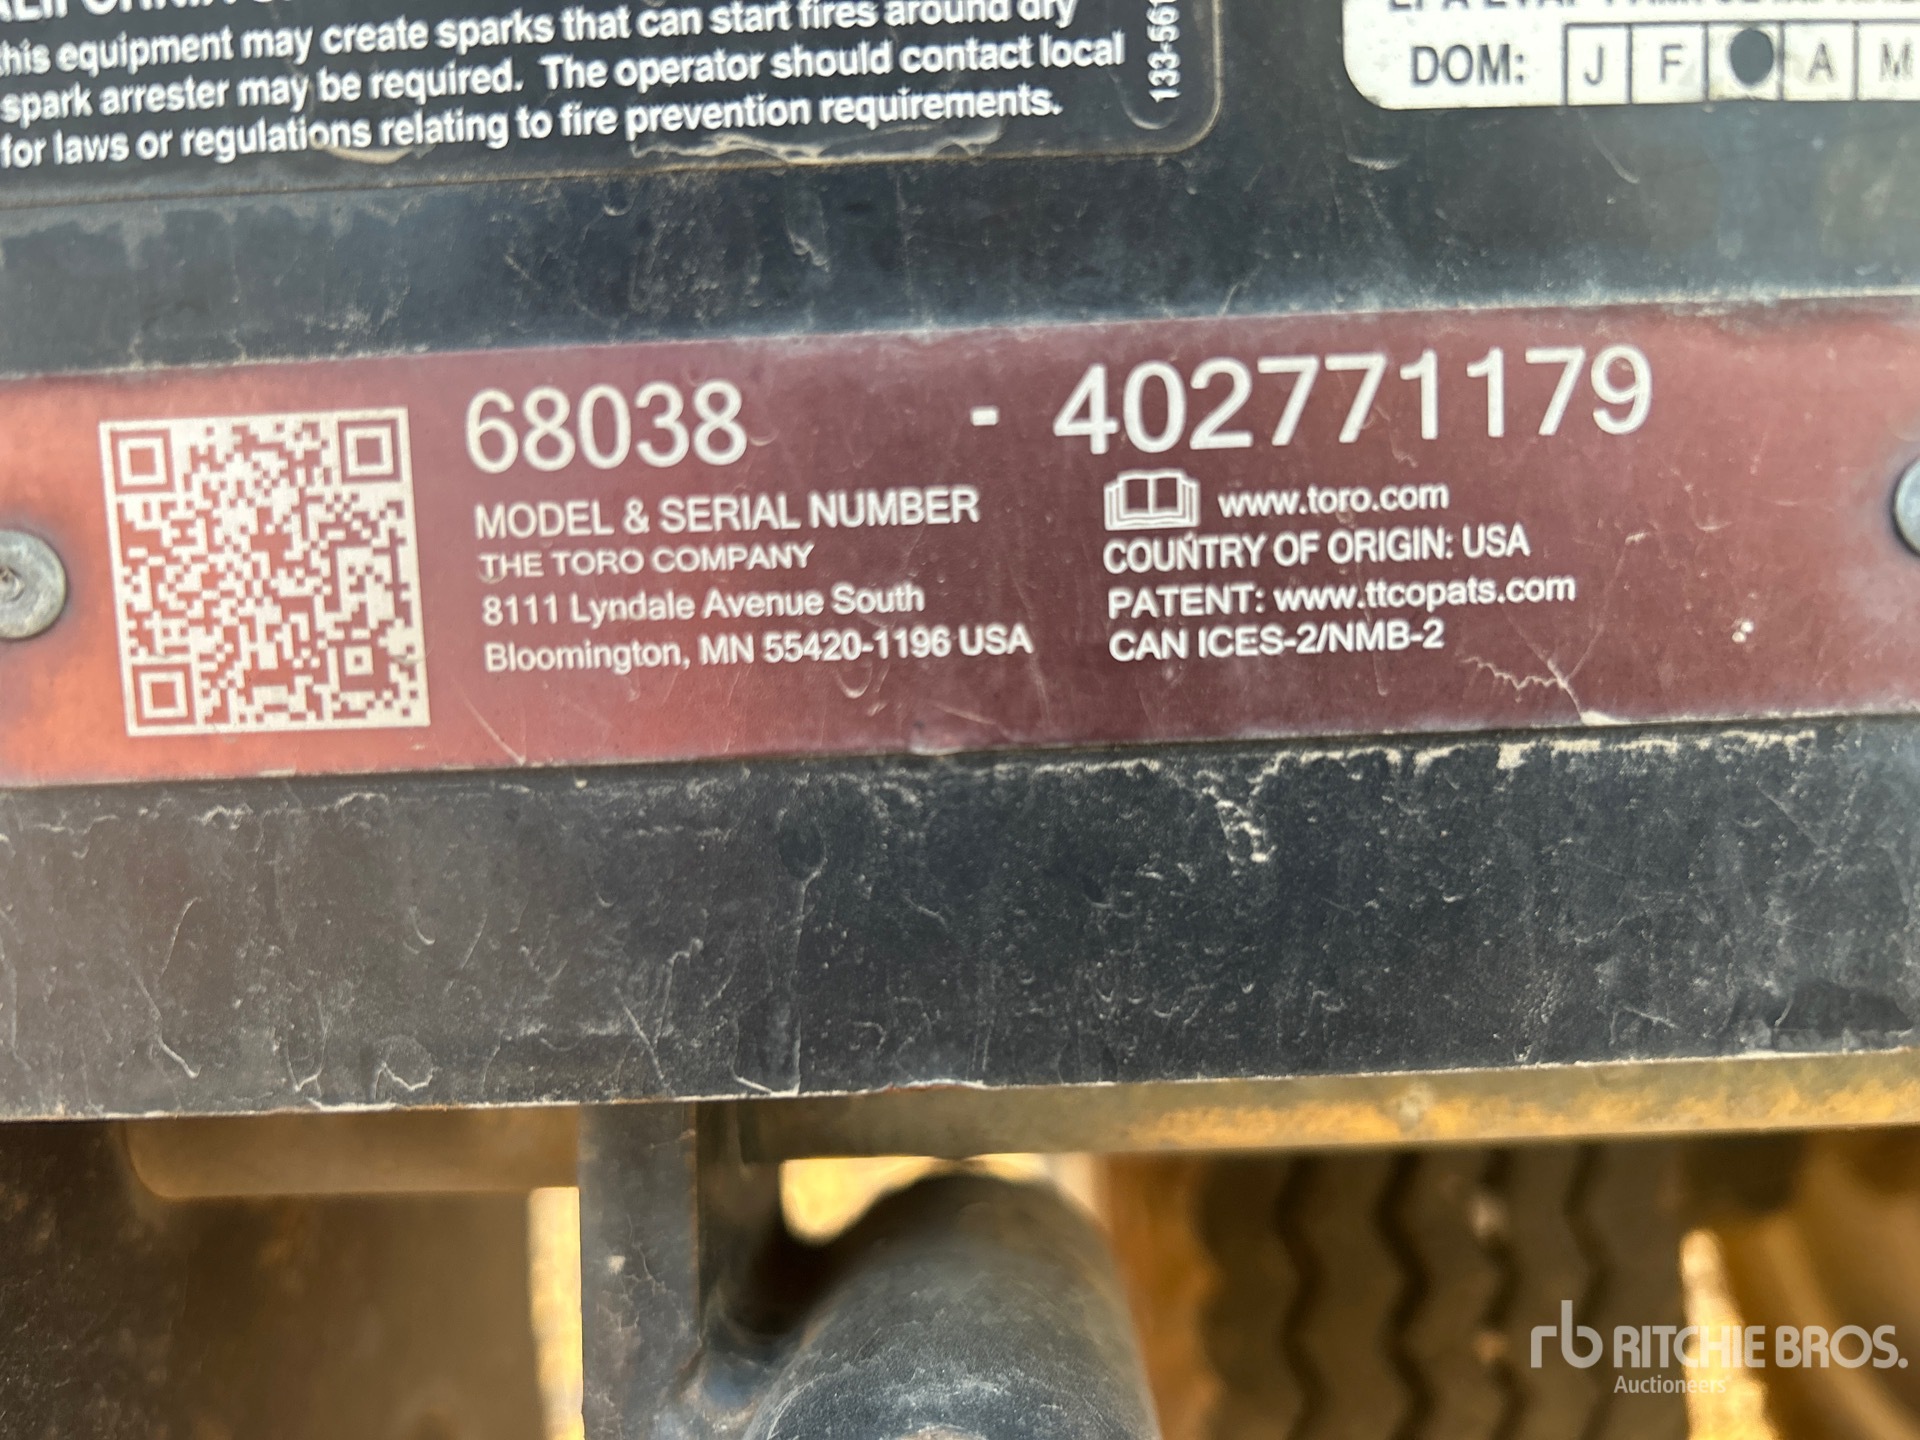 this equipment may create sparks that can start fires around dry
spark arrester may be required. The operator should contact local
for laws or regulations relating to fire prevention requirements.
133-561
DOM: J F A M
68038 - 402771179
MODEL & SERIAL NUMBER
THE TORO COMPANY
8111 Lyndale Avenue South
Bloomington, MN 55420-1196 USA
www.toro.com
COUNTRY OF ORIGIN: USA
PATENT: www.ttcopats.com
CAN ICES-2/NMB-2
rb RITCHIE BROS.
Auctioneers